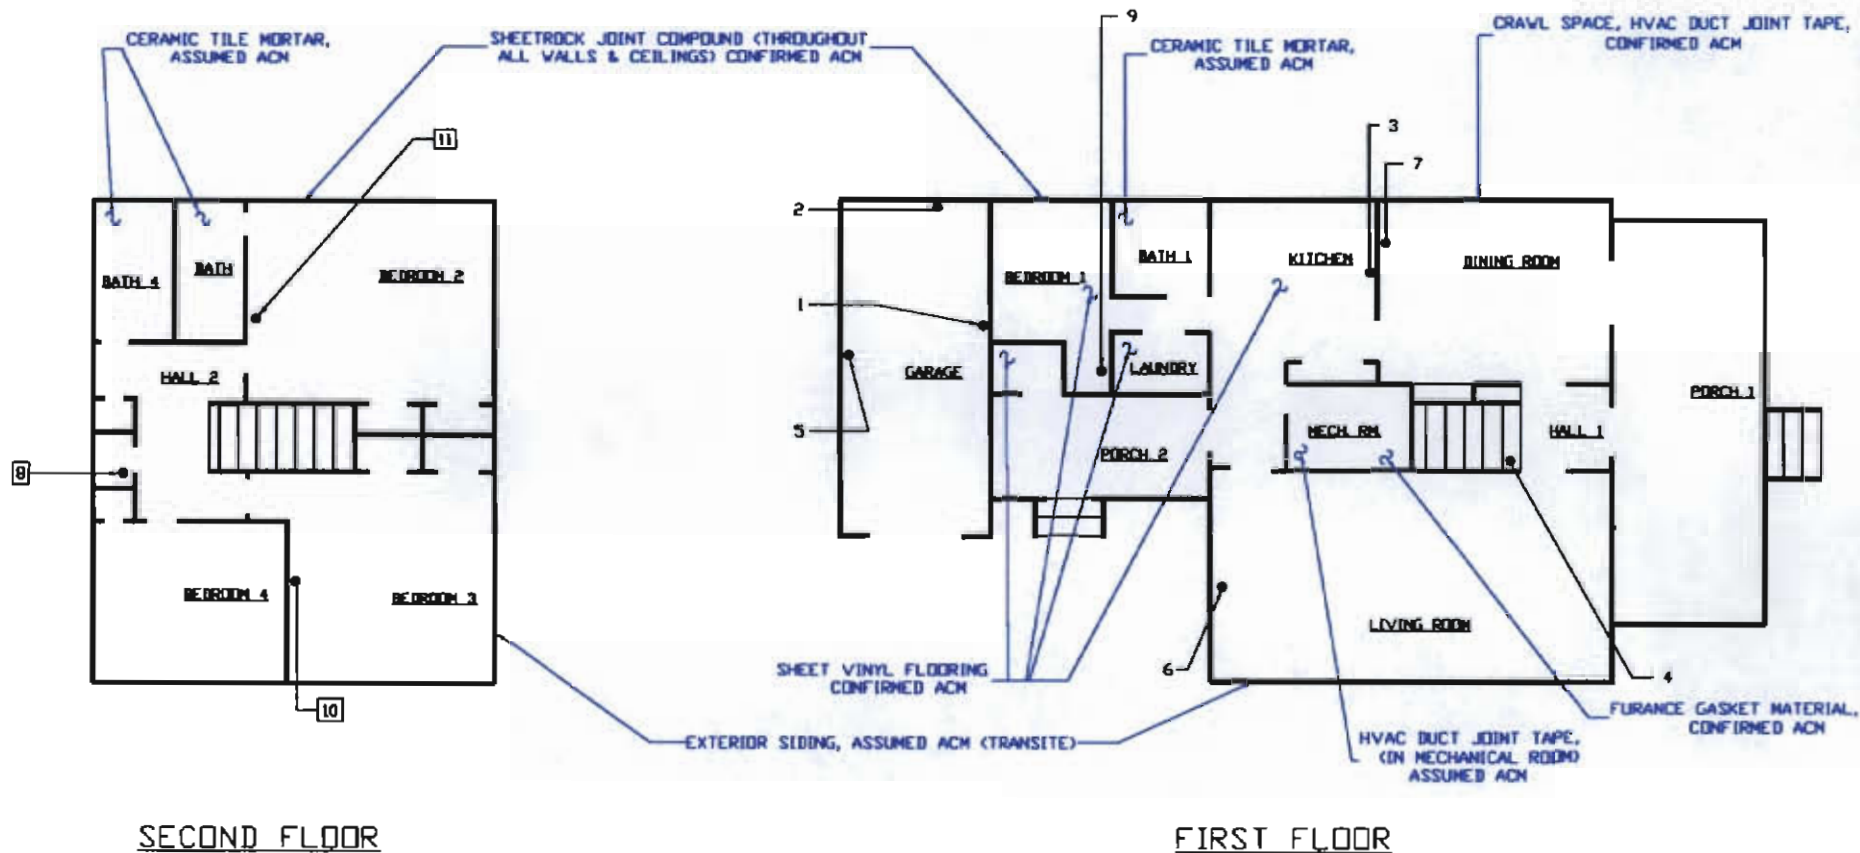 CERAMIC TILE MORTAR,
ASSUMED ACM
SHEETROCK JOINT COMPOUND (THROUGHOUT
ALL WALLS & CEILINGS) CONFIRMED ACM
9
CERAMIC TILE MORTAR,
ASSUMED ACM
CRAWL SPACE, HVAC DUCT JOINT TAPE,
CONFIRMED ACM
11
3
7
2
BATH 4
BATH
BEDROOM 2
BEDROOM 1
BATH 1
KITCHEN
DINING ROOM
1
HALL 2
GARAGE
LAUNDRY
PORCH 1
5
MECH. RM.
HALL 1
PORCH 2
8
BEDROOM 4
BEDROOM 3
LIVING ROOM
6
4
10
SHEET VINYL FLOORING
CONFIRMED ACM
EXTERIOR SIDING, ASSUMED ACM (TRANSITE)
HVAC DUCT JOINT TAPE,
(IN MECHANICAL ROOM)
ASSUMED ACM
FURANCE GASKET MATERIAL,
CONFIRMED ACM
SECOND FLOOR
FIRST FLOOR